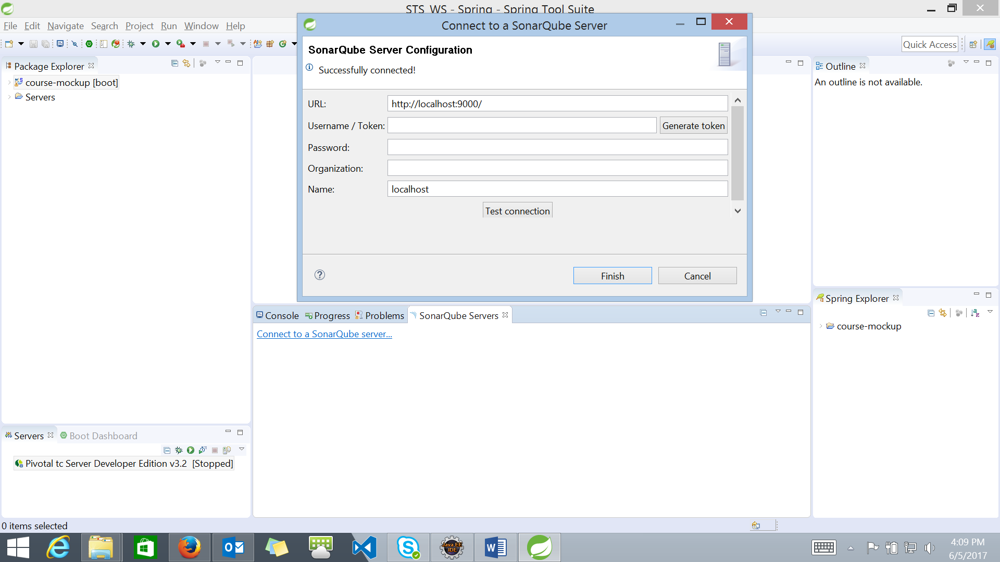 STS_WS - Spring - Spring Tool Suite
File Edit Navigate Search Project Run Window Help
Quick Access
Package Explorer
course-mockup [boot]
Servers
Connect to a SonarQube Server
SonarQube Server Configuration
Successfully connected!
URL: http://localhost:9000/
Username / Token: Generate token
Password:
Organization:
Name: localhost
Test connection
Finish Cancel
Outline
An outline is not available.
Spring Explorer
course-mockup
Console Progress Problems SonarQube Servers
Connect to a SonarQube server...
Servers Boot Dashboard
Pivotal tc Server Developer Edition v3.2 [Stopped]
0 items selected
Java EE
IDE
4:09 PM
6/5/2017